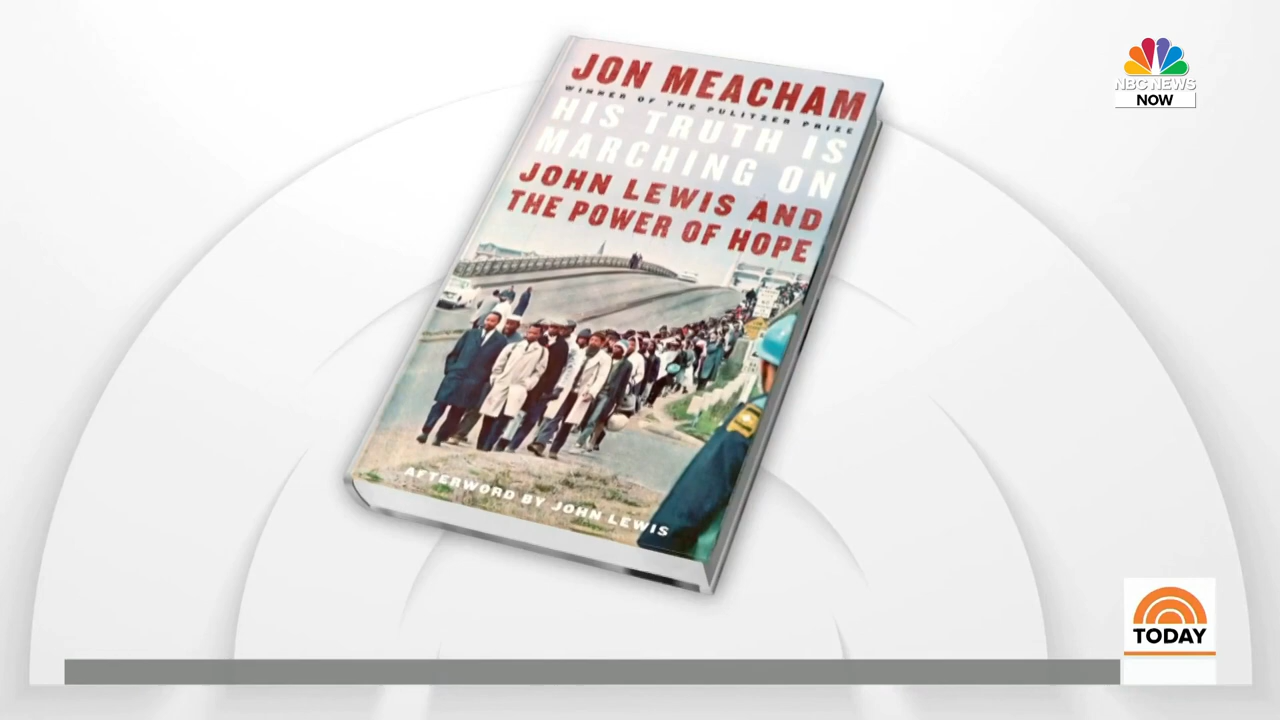 JON MEACHAM
WINNER OF THE PULITZER PRIZE
HIS TRUTH IS
MARCHING ON
JOHN LEWIS AND
THE POWER OF HOPE
AFTERWORD BY JOHN LEWIS
NBC NEWS
NOW
TODAY